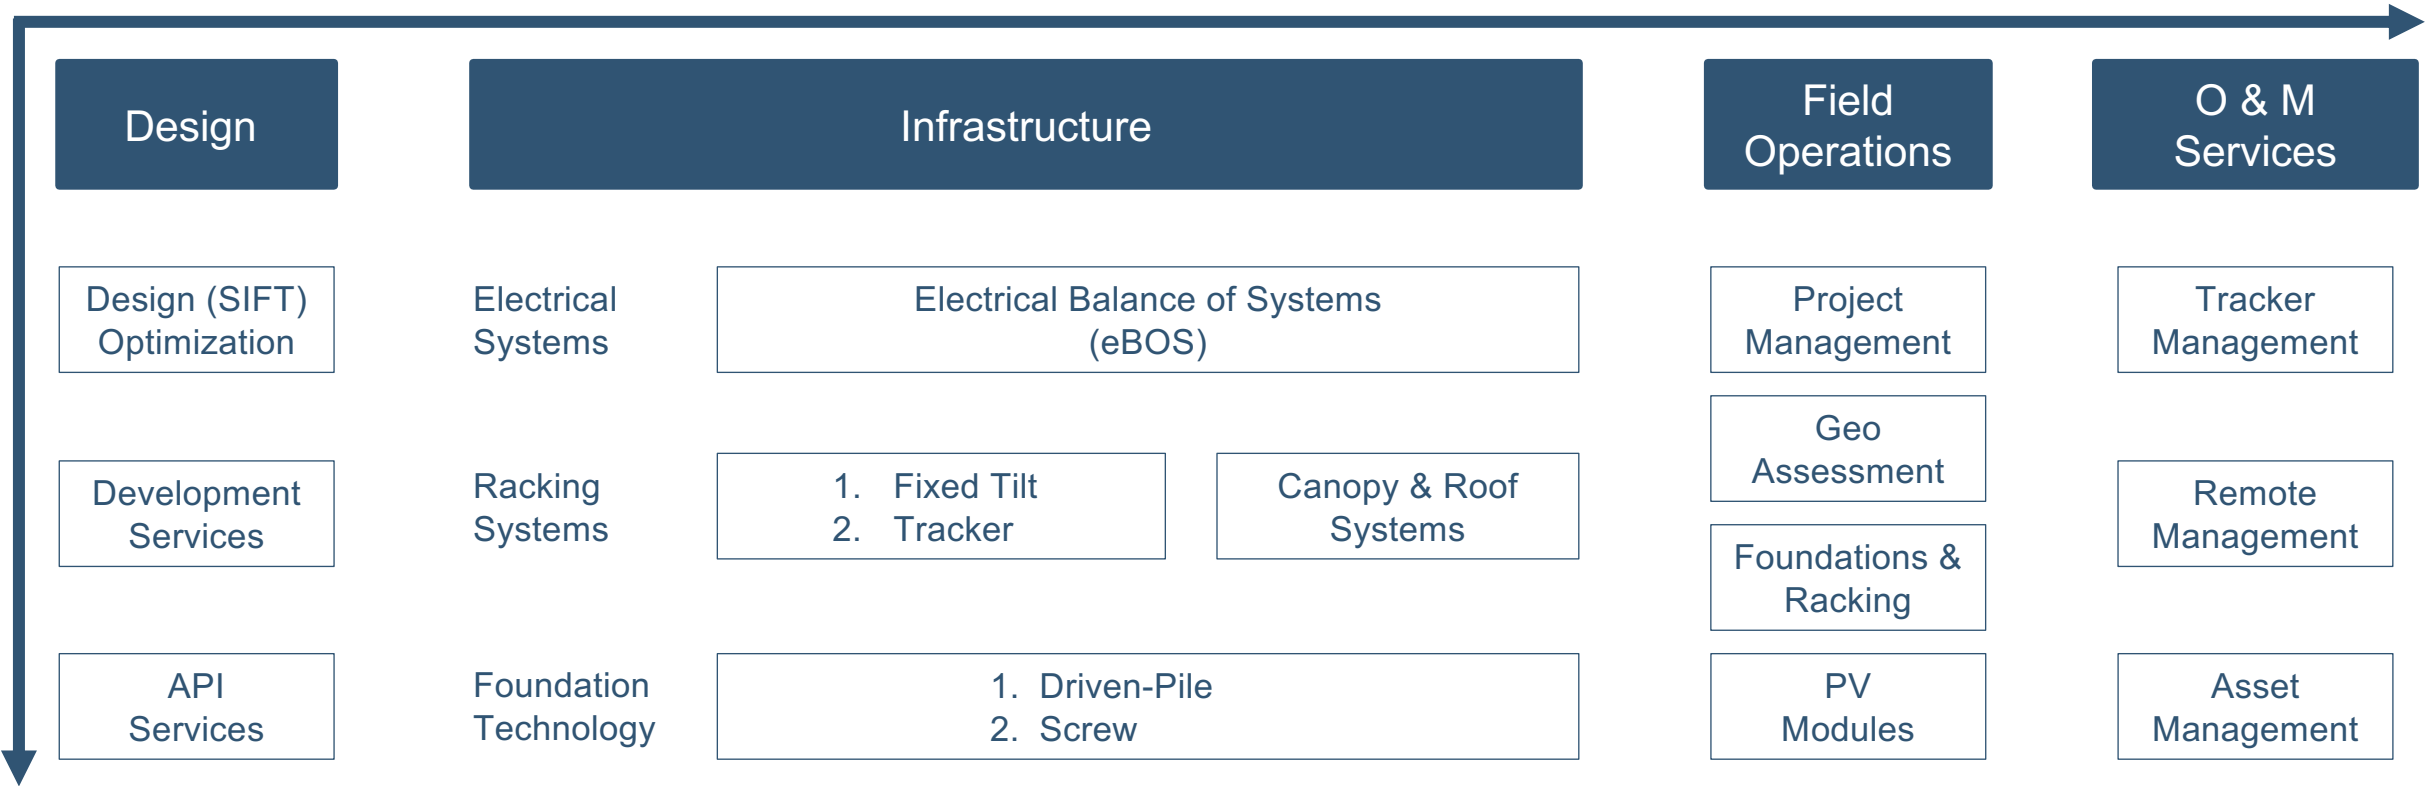 Design
Infrastructure
Field
Operations
O & M
Services
Design (SIFT)
Optimization
Electrical
Systems
Electrical Balance of Systems
(eBOS)
Project
Management
Tracker
Management
Geo
Assessment
Development
Services
Racking
Systems
1. Fixed Tilt
2. Tracker
Canopy & Roof
Systems
Remote
Management
Foundations &
Racking
API
Services
Foundation
Technology
1. Driven-Pile
2. Screw
PV
Modules
Asset
Management